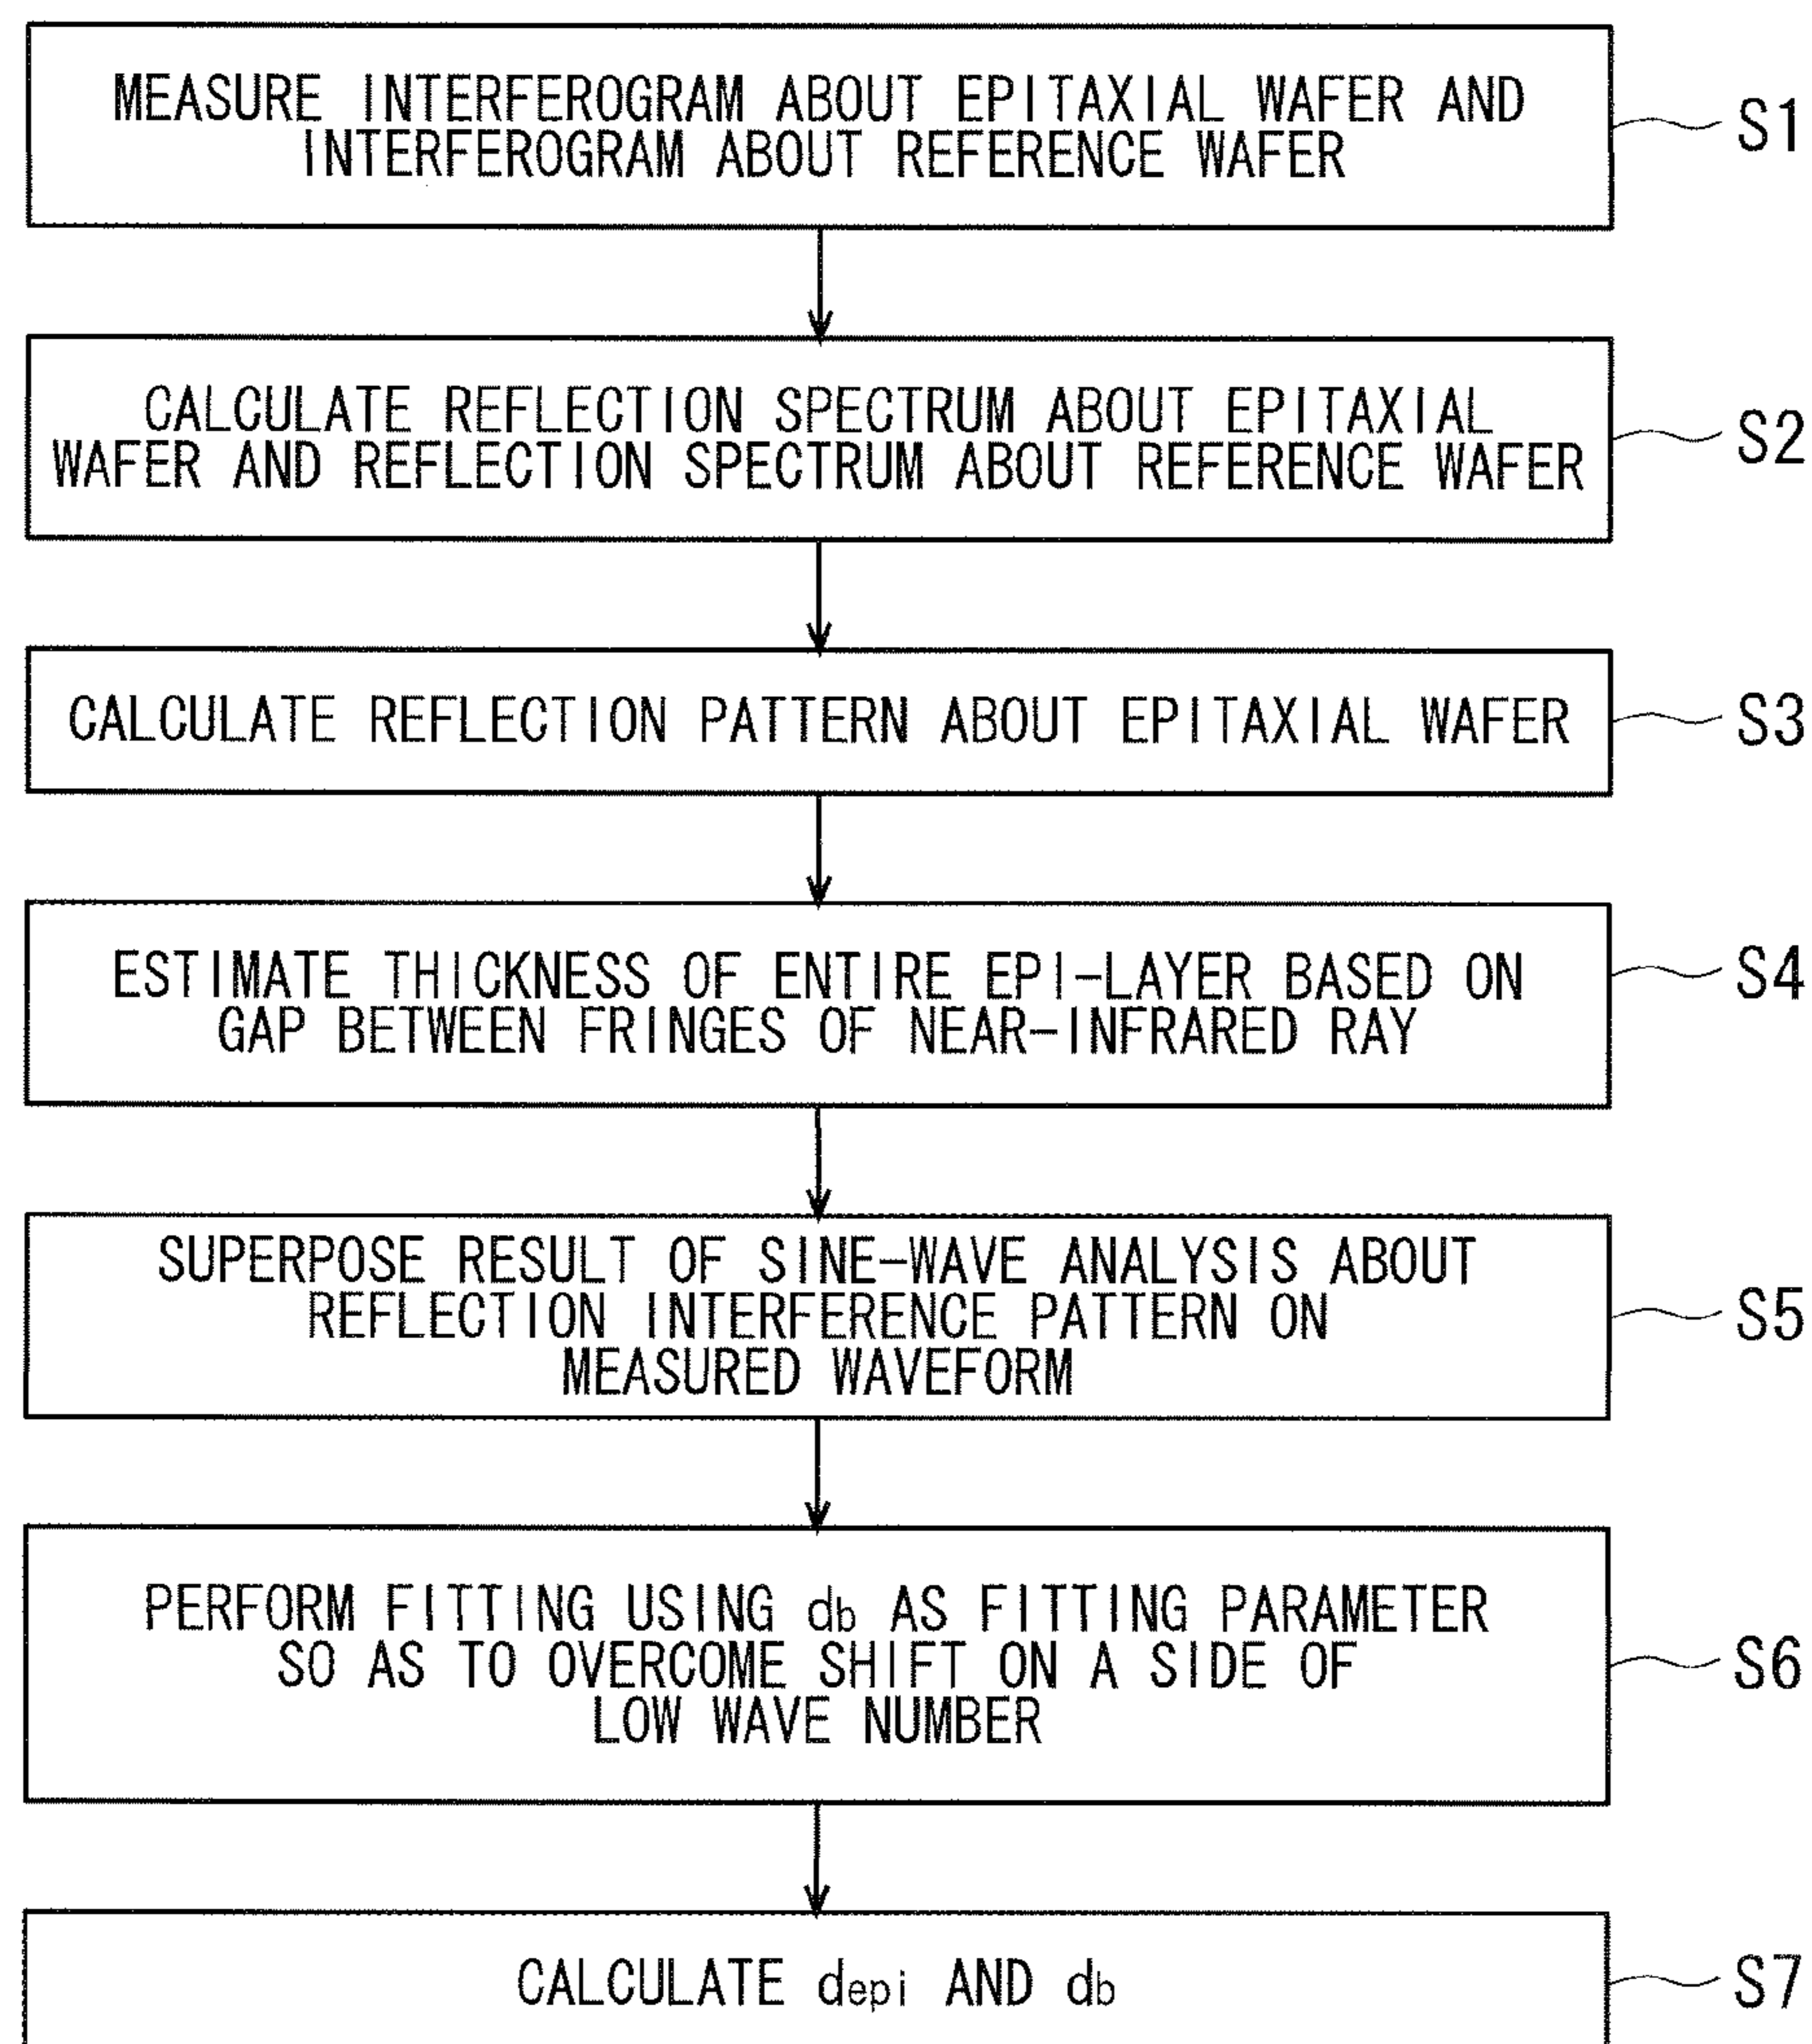 MEASURE INTERFEROGRAM ABOUT EPITAXIAL WAFER AND
INTERFEROGRAM ABOUT REFERENCE WAFER
S1
CALCULATE REFLECTION SPECTRUM ABOUT EPITAXIAL
WAFER AND REFLECTION SPECTRUM ABOUT REFERENCE WAFER
S2
CALCULATE REFLECTION PATTERN ABOUT EPITAXIAL WAFER
S3
ESTIMATE THICKNESS OF ENTIRE EPI-LAYER BASED ON
GAP BETWEEN FRINGES OF NEAR-INFRARED RAY
S4
SUPERPOSE RESULT OF SINE-WAVE ANALYSIS ABOUT
REFLECTION INTERFERENCE PATTERN ON
MEASURED WAVEFORM
S5
PERFORM FITTING USING db AS FITTING PARAMETER
SO AS TO OVERCOME SHIFT ON A SIDE OF
LOW WAVE NUMBER
S6
CALCULATE depi AND db
S7